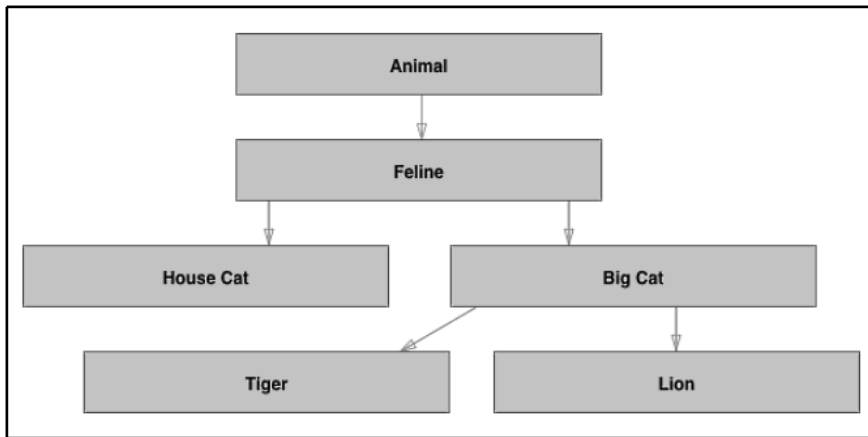 Animal
Feline
House Cat
Big Cat
Tiger
Lion